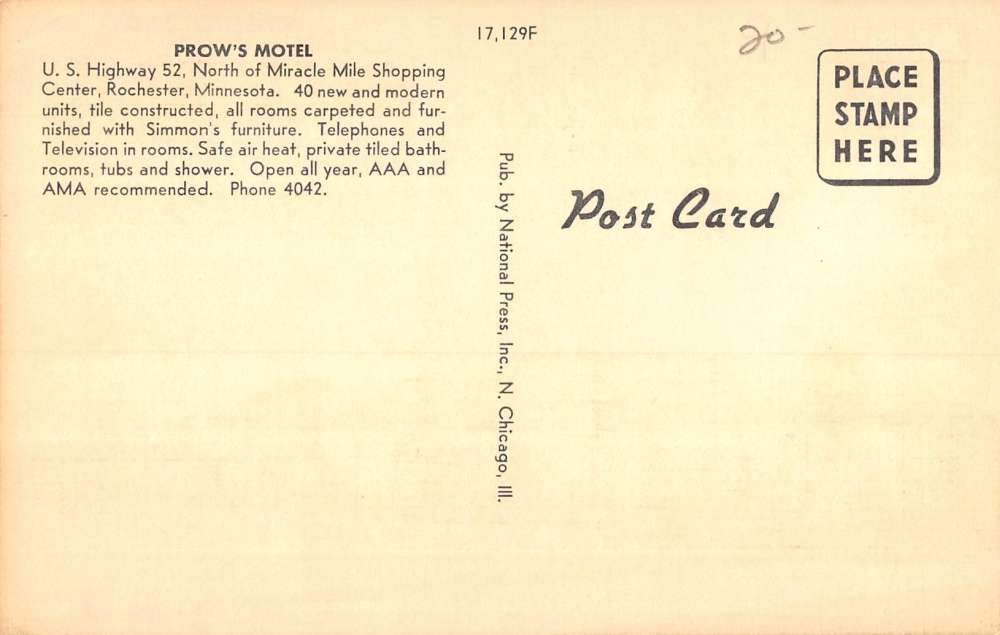 17,129F
20-
PROW'S MOTEL
U. S. Highway 52, North of Miracle Mile Shopping
Center, Rochester, Minnesota. 40 new and modern
units, tile constructed, all rooms carpeted and fur-
nished with Simmon's furniture. Telephones and
Television in rooms. Safe air heat, private tiled bath-
rooms, tubs and shower. Open all year, AAA and
AMA recommended. Phone 4042.
Pub. by National Press, Inc., N. Chicago, Ill.
Post Card
PLACE
STAMP
HERE